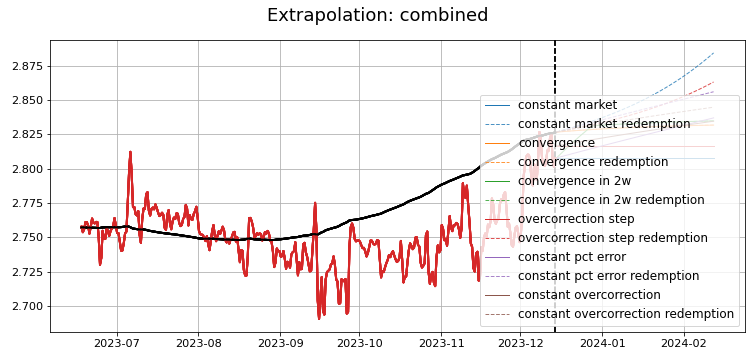 Extrapolation: combined
2.875
2.850
2.825
2.800
2.775
2.750
2.725
2.700
constant market
constant market redemption
convergence
convergence redemption
convergence in 2w
convergence in 2w redemption
overcorrection step
overcorrection step redemption
constant pct error
constant pct error redemption
constant overcorrection
constant overcorrection redemption
2023-07
2023-08
2023-09
2023-10
2023-11
2023-12
2024-01
2024-02